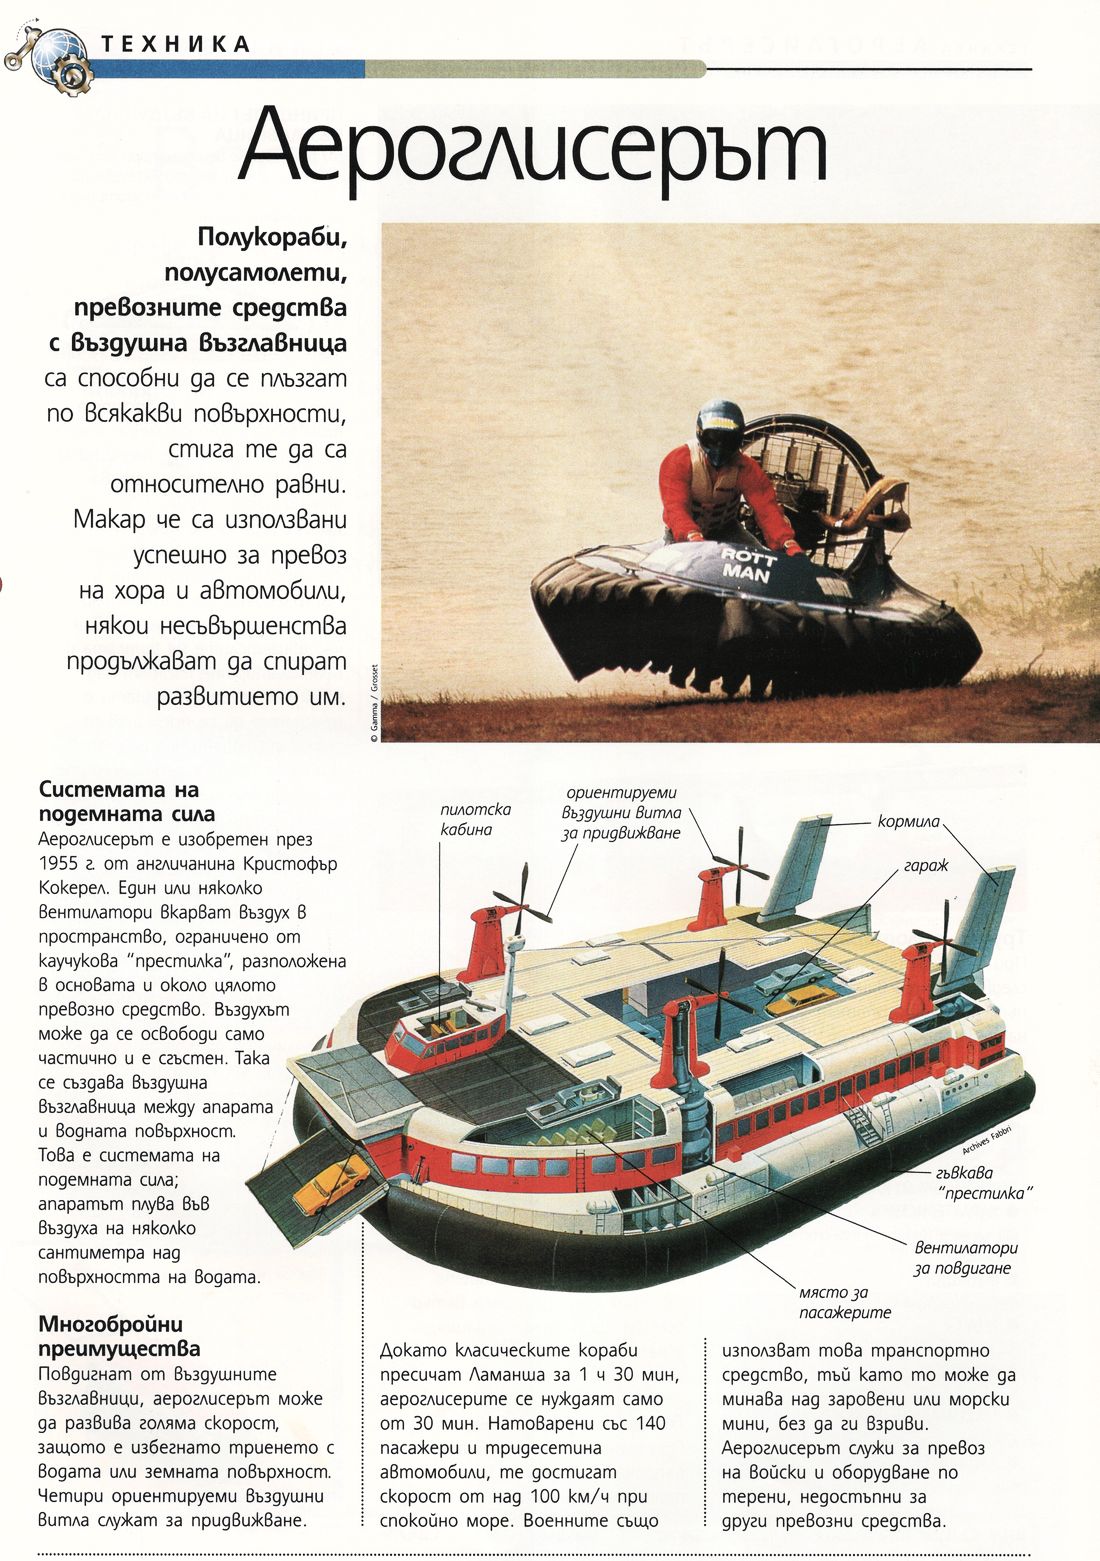 ТЕХНИКА
Аероглисерът
Полукораби,
полусамолети,
превозните средства
с въздушна възглавница
са способни да се плъзгат
по всякакви повърхности,
стига те да са
относително равни.
Макар че са използвани
успешно за превоз
на хора и автомобили,
някои несъвършенства
продължават да спират
развитието им.
ROTT
MAN
© Gamma / Grosset
Системата на
подемната сила
Аероглисерът е изобретен през
1955 г. от англичанина Кристофър
Кокерел. Един или няколко
вентилатори вкарват въздух в
пространство, ограничено от
каучукова “престилка”, разположена
в основата и около цялото
превозно средство. Въздухът
може да се освободи само
частично и е сгъстен. Така
се създава въздушна
възглавница между апарата
и водната повърхност.
Това е системата на
подемната сила;
апаратът плува във
въздуха на няколко
сантиметра над
повърхността на водата.
пилотска
кабина
ориентируеми
въздушни витла
за придвижване
кормила
гараж
Archives Fabbri
гъвкава
“престилка”
вентилатори
за повдигане
място за
пасажерите
Многобройни
преимущества
Повдигнат от въздушните
възглавници, аероглисерът може
да развива голяма скорост,
защото е избегнато триенето с
водата или земната повърхност.
Четири ориентируеми въздушни
витла служат за придвижване.
Докато класическите кораби
пресичат Ламанша за 1 ч 30 мин,
аероглисерите се нуждаят само
от 30 мин. Натоварени със 140
пасажери и тридесетина
автомобили, те достигат
скорост от над 100 км/ч при
спокойно море. Военните също
използват това транспортно
средство, тъй като то може да
минава над заровени или морски
мини, без да ги взриви.
Аероглисерът служи за превоз
на войски и оборудване по
терени, недостъпни за
други превозни средства.